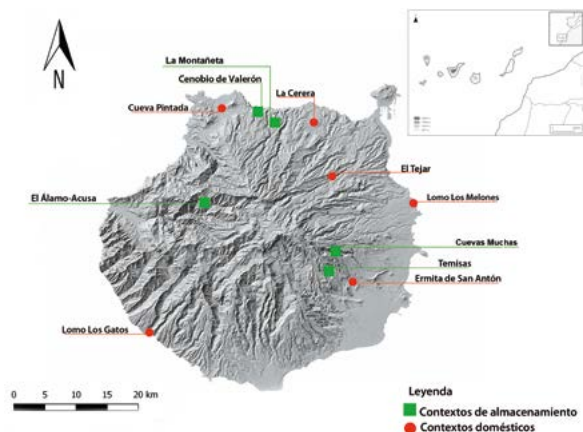 N
La Montañeta
Cenobio de Valerón
La Cerera
Cueva Pintada
El Tejar
El Álamo-Acusa
Lomo Los Melones
Cuevas Muchas
Temisas
Ermita de San Antón
Lomo Los Gatos
0 5 10 15 20 km
Leyenda
Contextos de almacenamiento
Contextos domésticos